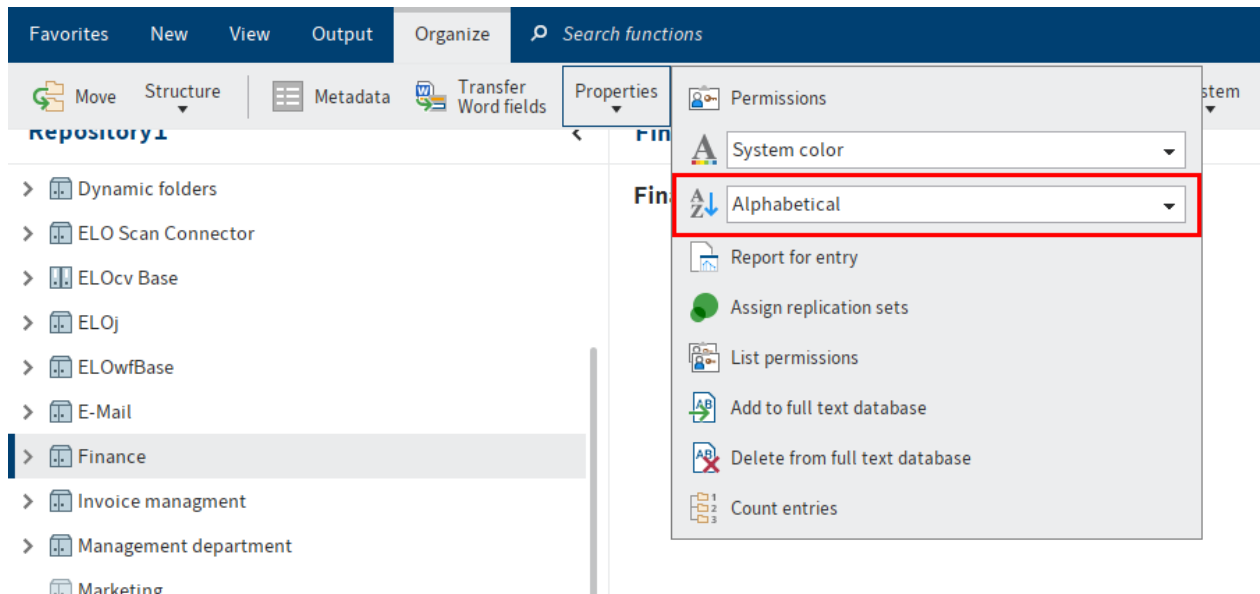 Favorites New View Output Organize Search functions
Move Structure Metadata Transfer Word fields Properties
Permissions
System color
Alphabetical
Report for entry
Assign replication sets
List permissions
Add to full text database
Delete from full text database
Count entries
stem
Repository1
Fin
Fina
Dynamic folders
ELO Scan Connector
ELOcv Base
ELOj
ELOwfBase
E-Mail
Finance
Invoice managment
Management department
Marketing